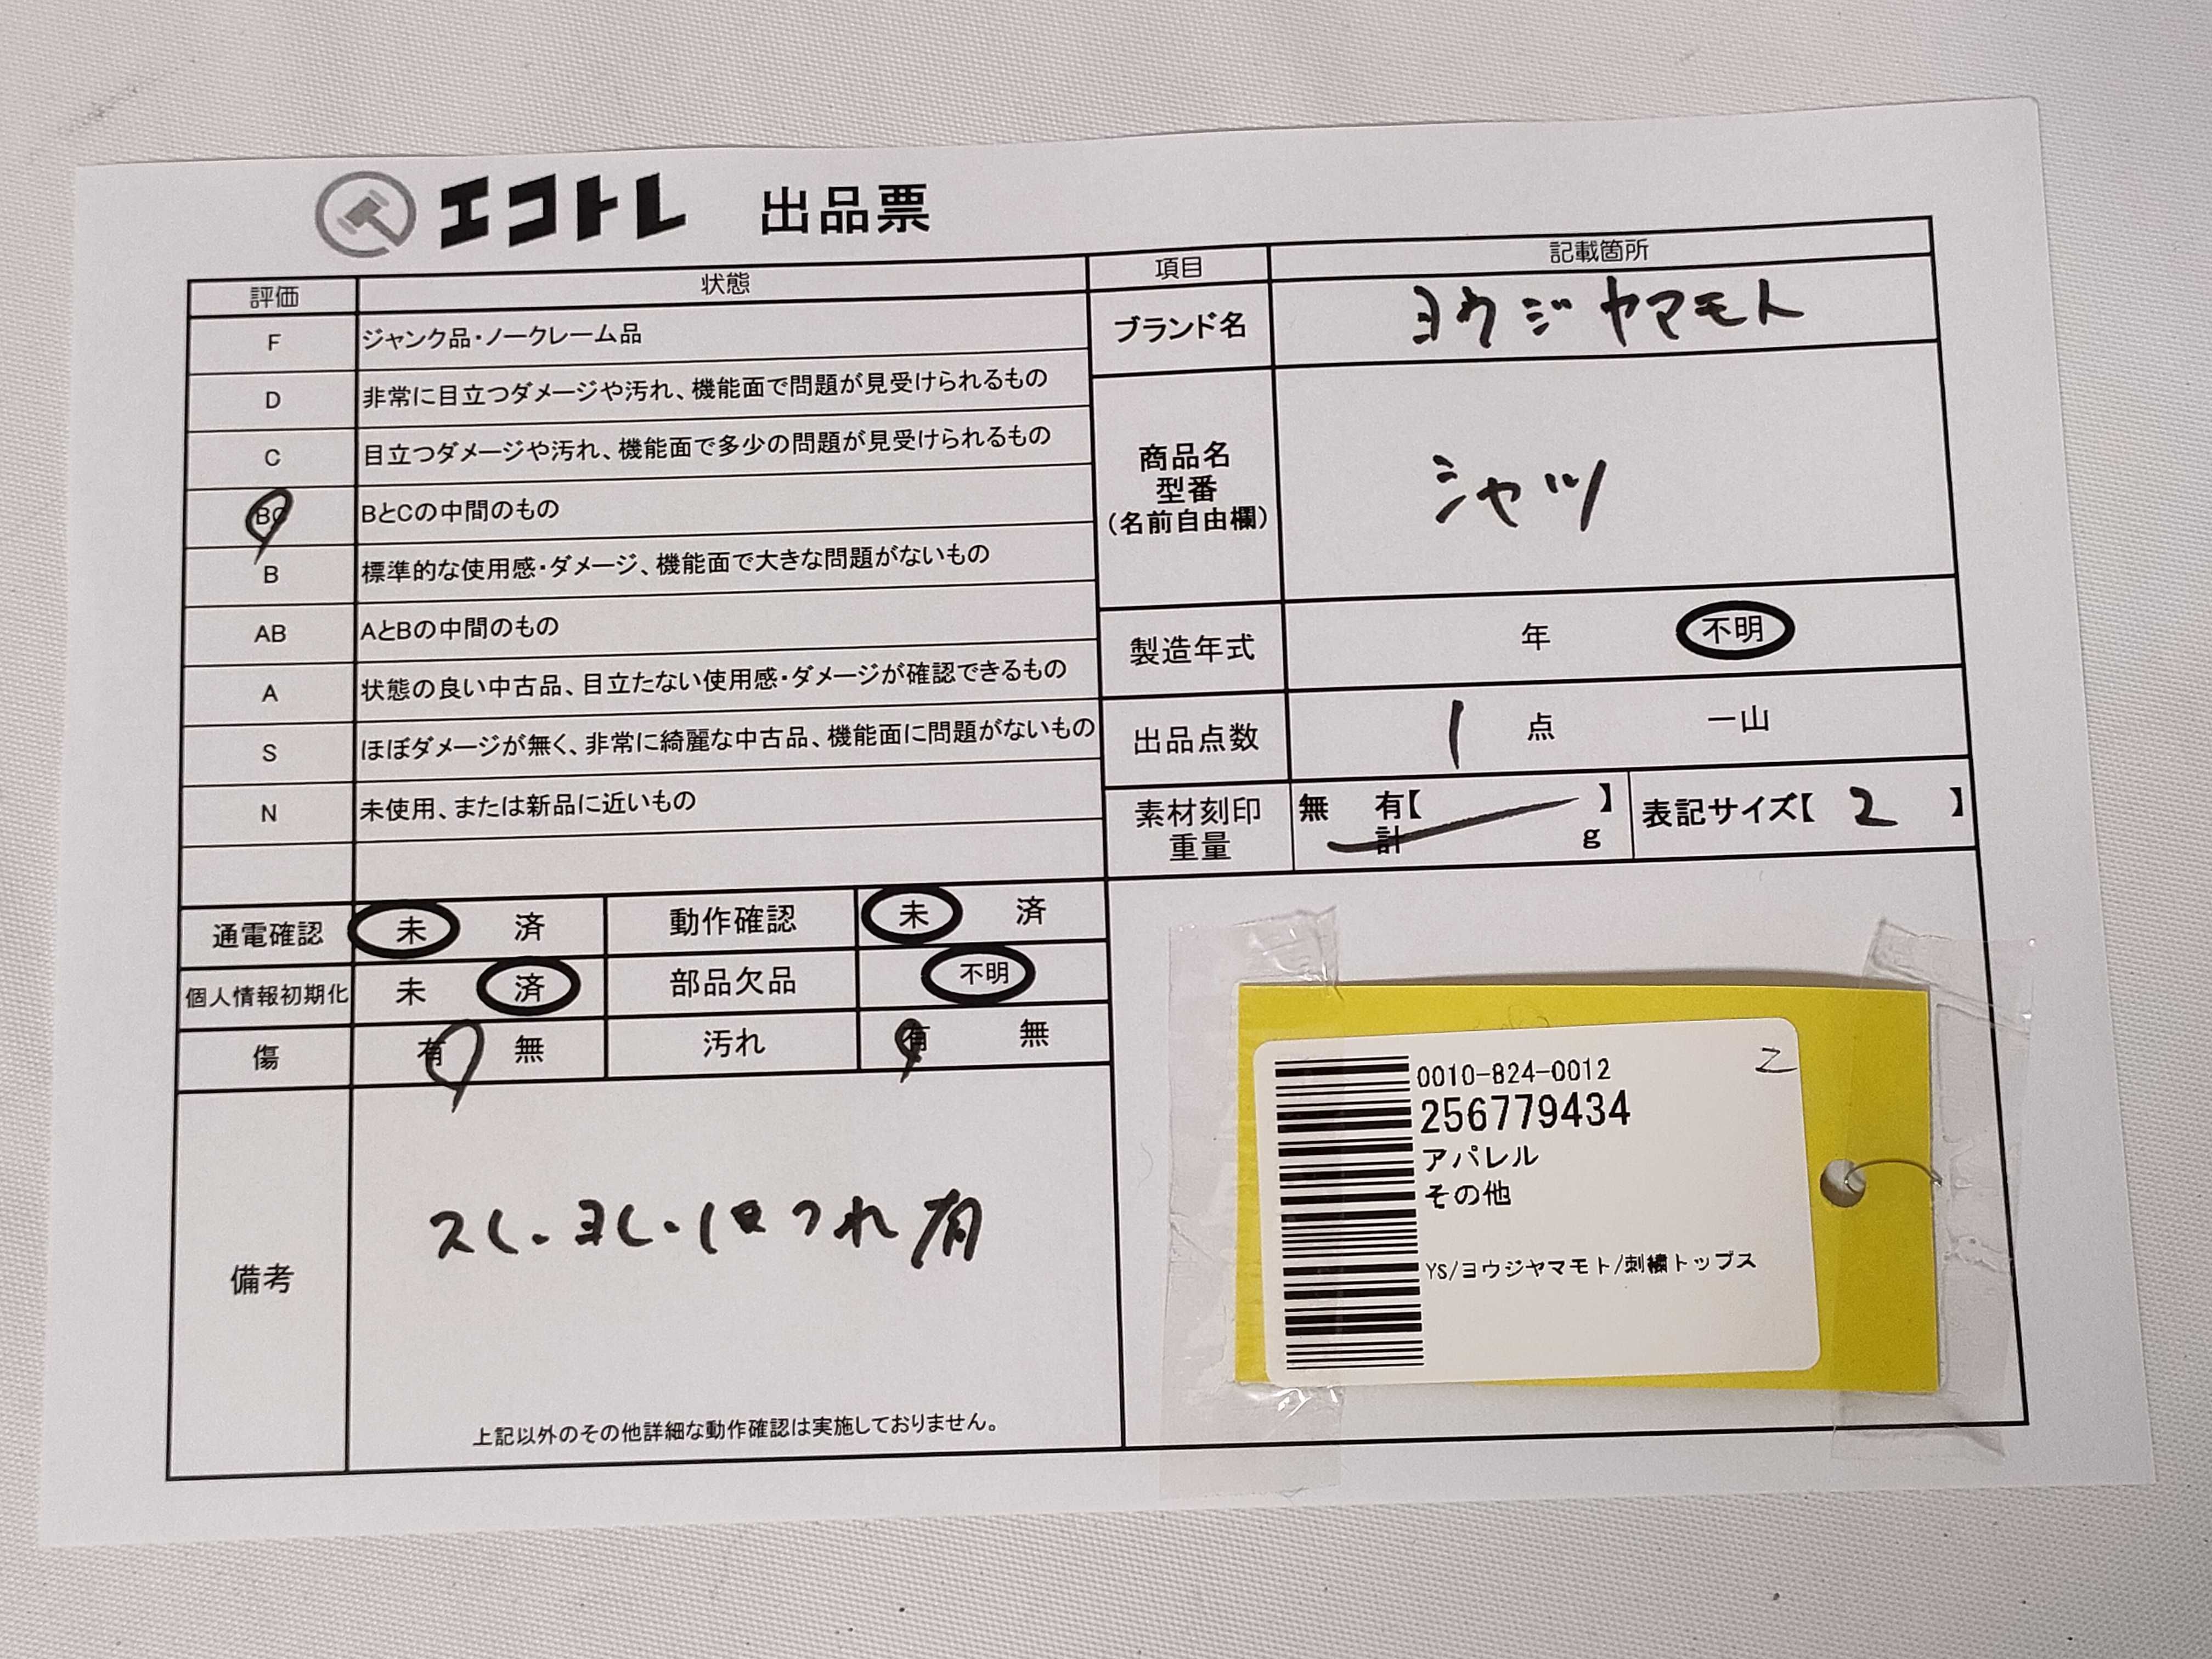 エコトレ 出品票
評価 状態
F ジャンク品・ノークレーム品
D 非常に目立つダメージや汚れ、機能面で問題が見受けられるもの
C 目立つダメージや汚れ、機能面で多少の問題が見受けられるもの
BC BとCの中間のもの
B 標準的な使用感・ダメージ、機能面で大きな問題がないもの
AB AとBの中間のもの
A 状態の良い中古品、目立たない使用感・ダメージが確認できるもの
S ほぼダメージが無く、非常に綺麗な中古品、機能面に問題がないもの
N 未使用、または新品に近いもの
項目 記載箇所
ブランド名 ヨウジヤマモト
商品名
型番
(名前自由欄)
シャツ
製造年式 年 不明
出品点数 1 点 一山
素材刻印
重量
無 有【 】
計 g
表記サイズ【 2 】
通電確認 未 済 動作確認 未 済
個人情報初期化 未 済 部品欠品 不明
傷 有 無 汚れ 有 無
備考
スレ・ヨレ・ほつれ有
上記以外のその他詳細な動作確認は実施しておりません。
0010-824-0012 2
256779434
アパレル
その他
YS/ヨウジヤマモト/刺繍トップス